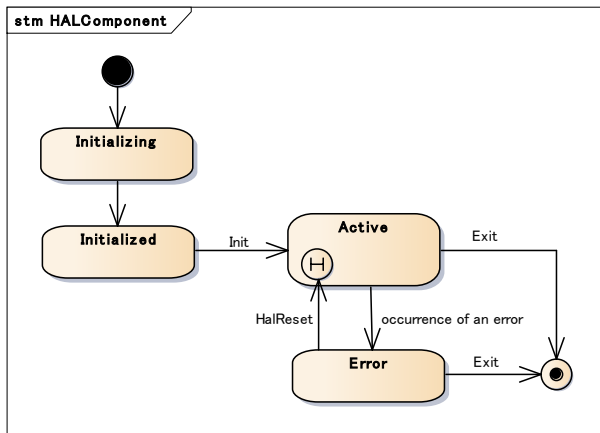 stm HALComponent
Initializing
Initialized
Init
Active
H
Exit
HalReset
occurrence of an error
Error
Exit